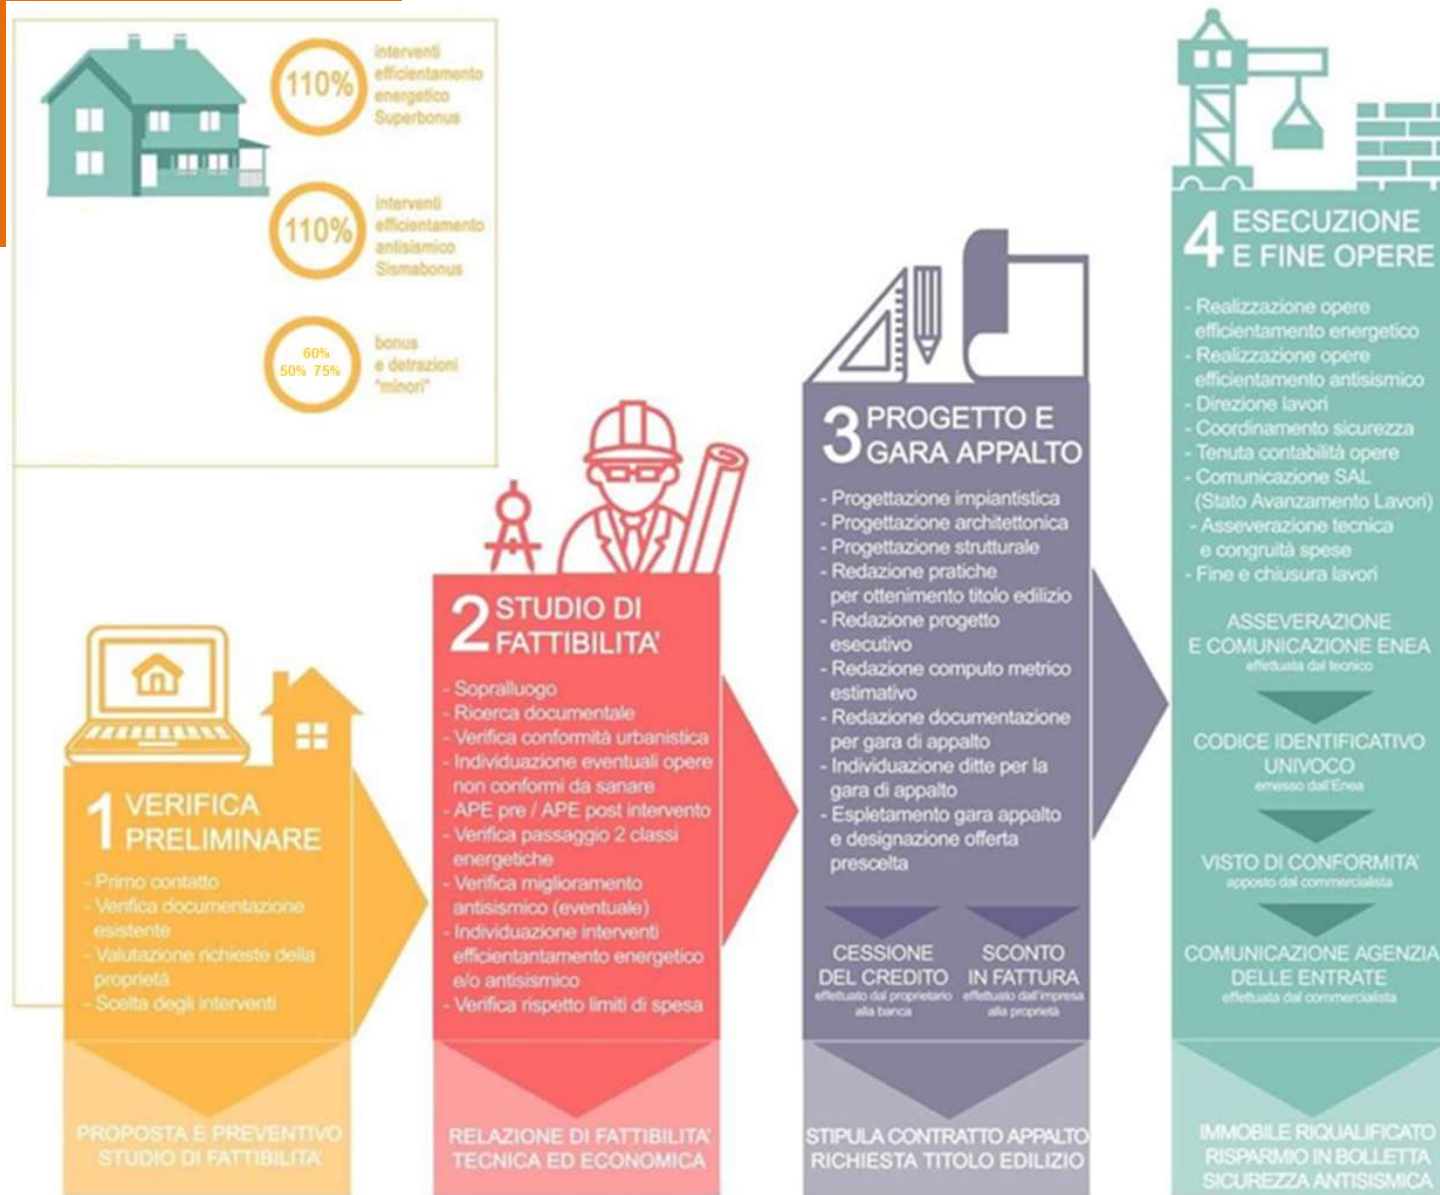 110%
interventi
efficientamento
energetico
Superbonus
110%
interventi
efficientamento
antisismico
Sismabonus
60%
50% 75%
bonus
e detrazioni
"minori"
1 VERIFICA
PRELIMINARE
- Primo contatto
- Verifica documentazione
esistente
- Valutazione richieste della
proprietà
- Scelta degli interventi
PROPOSTA E PREVENTIVO
STUDIO DI FATTIBILITA'
2 STUDIO DI
FATTIBILITA'
- Sopralluogo
- Ricerca documentale
- Verifica conformità urbanistica
- Individuazione eventuali opere
non conformi da sanare
- APE pre / APE post intervento
- Verifica passaggio 2 classi
energetiche
- Verifica miglioramento
antisismico (eventuale)
- Individuazione interventi
efficientantamento energetico
e/o antisismico
- Verifica rispetto limiti di spesa
RELAZIONE DI FATTIBILITA'
TECNICA ED ECONOMICA
3 PROGETTO E
GARA APPALTO
- Progettazione impiantistica
- Progettazione architettonica
- Progettazione strutturale
- Redazione pratiche
per ottenimento titolo edilizio
- Redazione progetto
esecutivo
- Redazione computo metrico
estimativo
- Redazione documentazione
per gara di appalto
- Individuazione ditte per la
gara di appalto
- Espletamento gara appalto
e designazione offerta
prescelta
CESSIONE
DEL CREDITO
effettuato dal proprietario
alla banca
SCONTO
IN FATTURA
effettuato dall'impresa
alla proprietà
STIPULA CONTRATTO APPALTO
RICHIESTA TITOLO EDILIZIO
4 ESECUZIONE
E FINE OPERE
- Realizzazione opere
efficientamento energetico
- Realizzazione opere
efficientamento antisismico
- Direzione lavori
- Coordinamento sicurezza
- Tenuta contabilità opere
- Comunicazione SAL
(Stato Avanzamento Lavori)
- Asseverazione tecnica
e congruità spese
- Fine e chiusura lavori
ASSEVERAZIONE
E COMUNICAZIONE ENEA
effettuata dal tecnico
CODICE IDENTIFICATIVO
UNIVOCO
emesso dall'Enea
VISTO DI CONFORMITA'
apposto dal commercialista
COMUNICAZIONE AGENZIA
DELLE ENTRATE
effettuata dal commercialista
IMMOBILE RIQUALIFICATO
RISPARMIO IN BOLLETTA
SICUREZZA ANTISISMICA